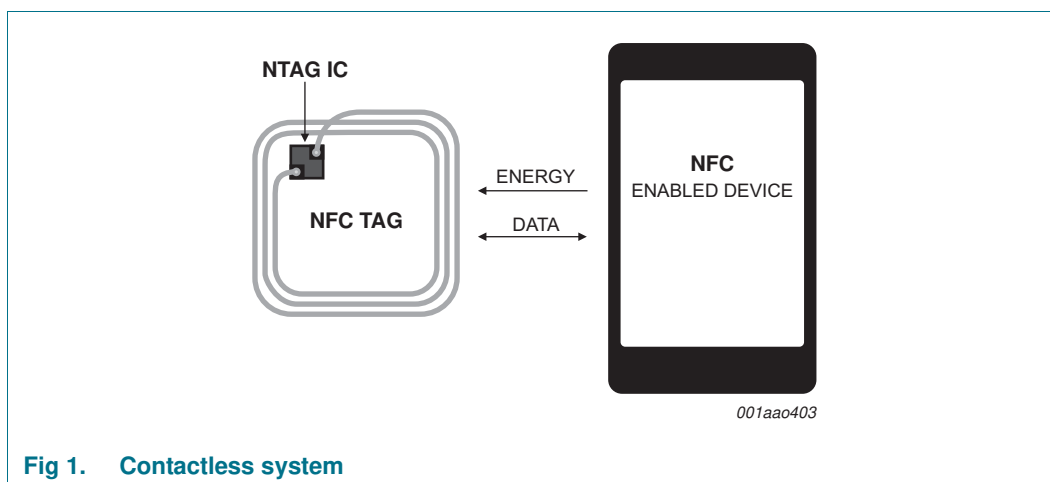 NTAG IC
NFC TAG
ENERGY
DATA
NFC
ENABLED DEVICE
001aao403
Fig 1. Contactless system